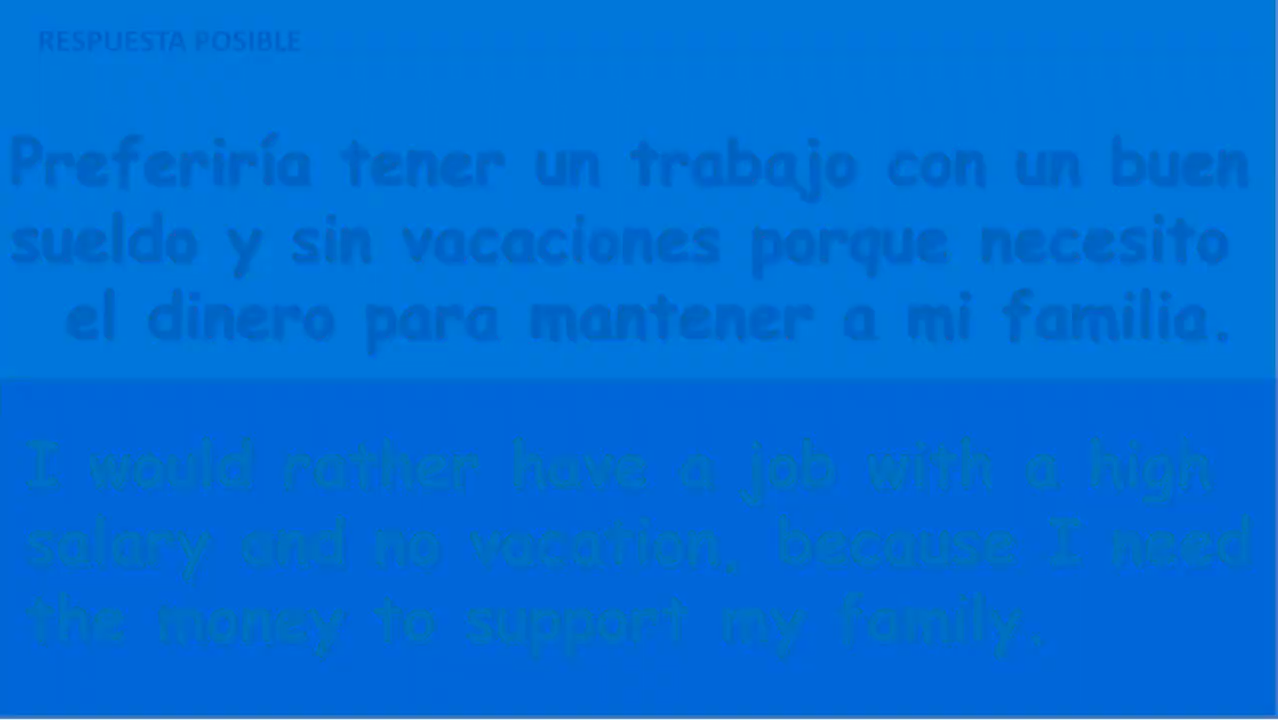 RESPUESTA POSIBLE
Preferiría tener un trabajo con un buen
sueldo y sin vacaciones porque necesito
el dinero para mantener a mi familia.
I would rather have a job with a high
salary and no vacation, because I need
the money to support my family.